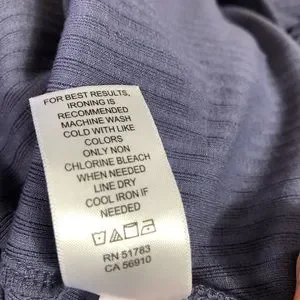 FOR BEST RESULTS,
IRONING IS
RECOMMENDED
MACHINE WASH
COLD WITH LIKE
COLORS
ONLY NON
CHLORINE BLEACH
WHEN NEEDED
LINE DRY
COOL IRON IF
NEEDED
RN 51783
CA 56910